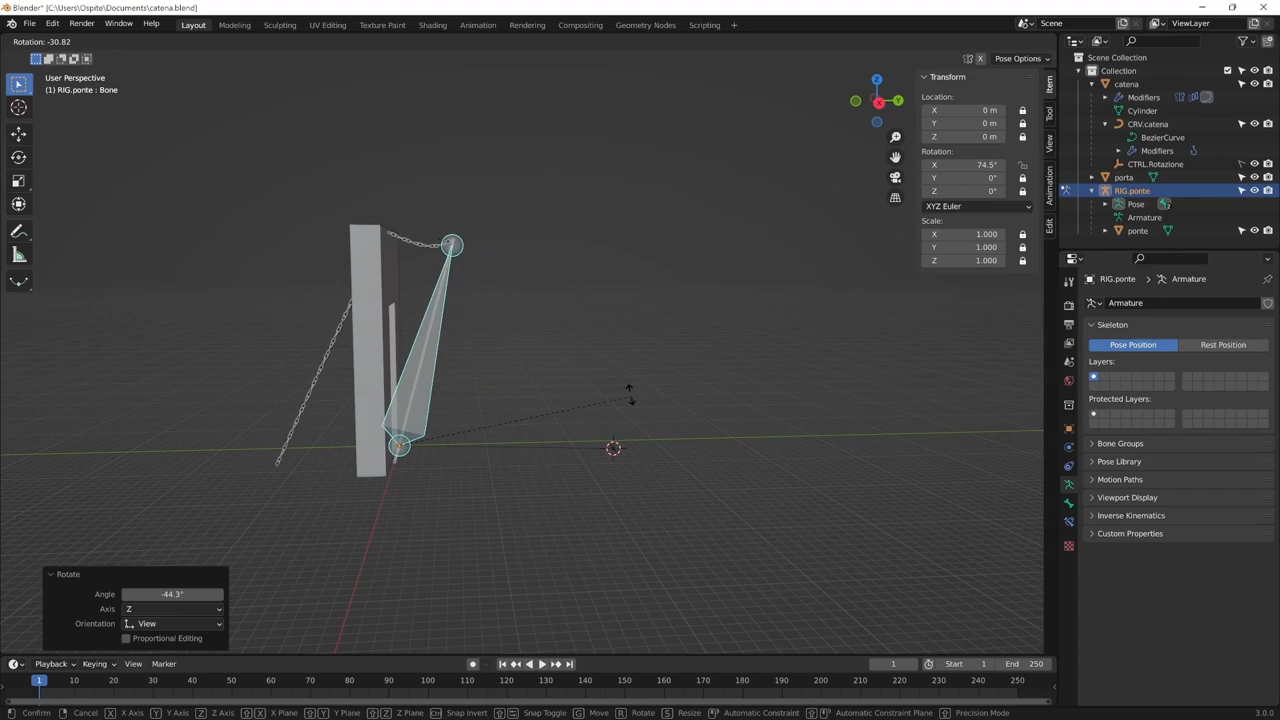 Blender* [C:\Users\Ospite\Documents\catena.blend]
File Edit Render Window Help Layout Modeling Sculpting UV Editing Texture Paint Shading Animation Rendering Compositing Geometry Nodes Scripting + Scene ViewLayer
Rotation: -30.82
X Pose Options
User Perspective
(1) RIG.ponte : Bone
Z
Y
X
Transform
Location:
X 0 m
Y 0 m
Z 0 m
Rotation:
X 74.5°
Y 0°
Z 0°
XYZ Euler
Scale:
X 1.000
Y 1.000
Z 1.000
Item
Tool
View
Animation
Edit
Scene Collection
Collection
catena
Modifiers
Cylinder
CRV.catena
BezierCurve
Modifiers
CTRL.Rotazione
porta
RIG.ponte
Pose 2
Armature
ponte
RIG.ponte Armature
Armature
Skeleton
Pose Position Rest Position
Layers:
Protected Layers:
Bone Groups
Pose Library
Motion Paths
Viewport Display
Inverse Kinematics
Custom Properties
Rotate
Angle -44.3°
Axis Z
Orientation View
Proportional Editing
Playback Keying View Marker 1 Start 1 End 250
1 10 20 30 40 50 60 70 80 90 100 110 120 130 140 150 160 170 180 190 200 210 220 230 240 250
Confirm Cancel X X Axis Y Y Axis Z Z Axis X X Plane Y Y Plane Z Z Plane Snap Invert Snap Toggle G Move R Rotate S Resize Automatic Constraint Automatic Constraint Plane Precision Mode 3.0.0